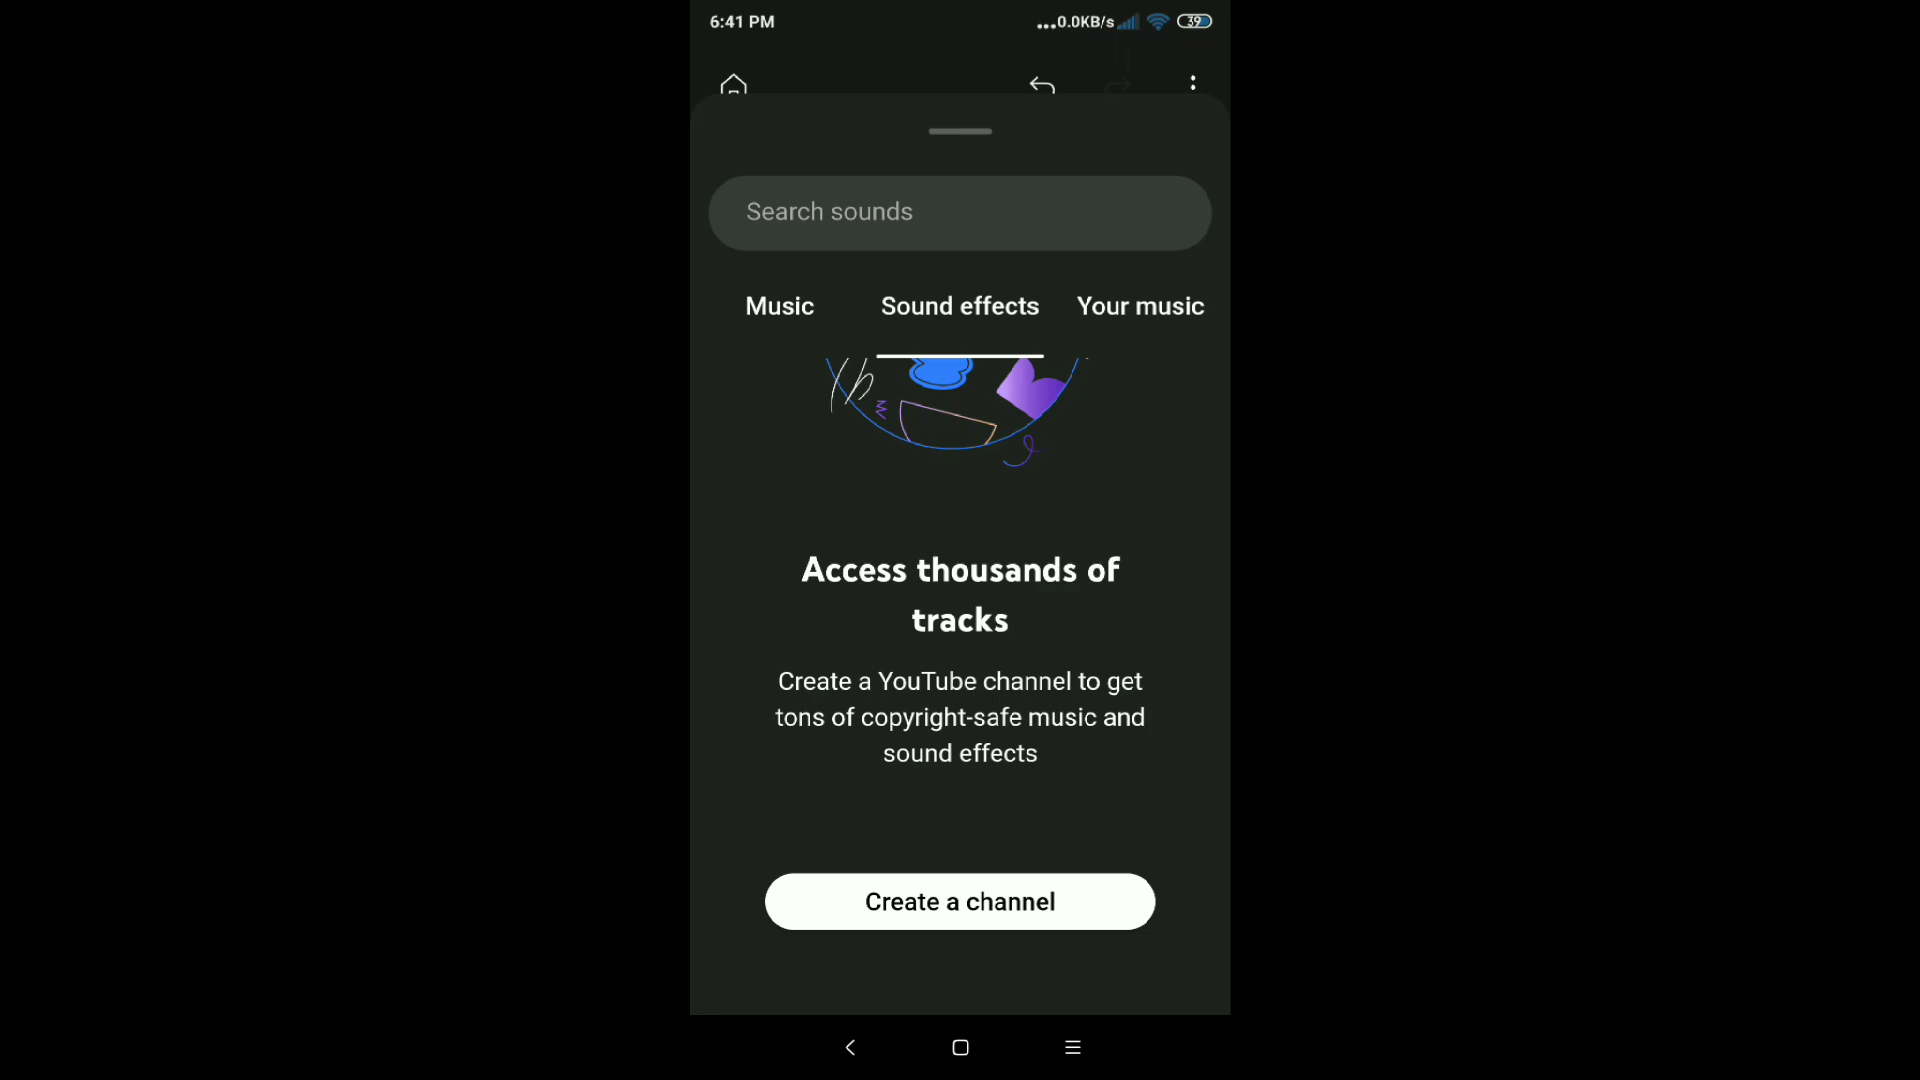 6:41 PM
...0.0KB/s
39
Search sounds
Music Sound effects Your music
Access thousands of
tracks
Create a YouTube channel to get
tons of copyright-safe music and
sound effects
Create a channel